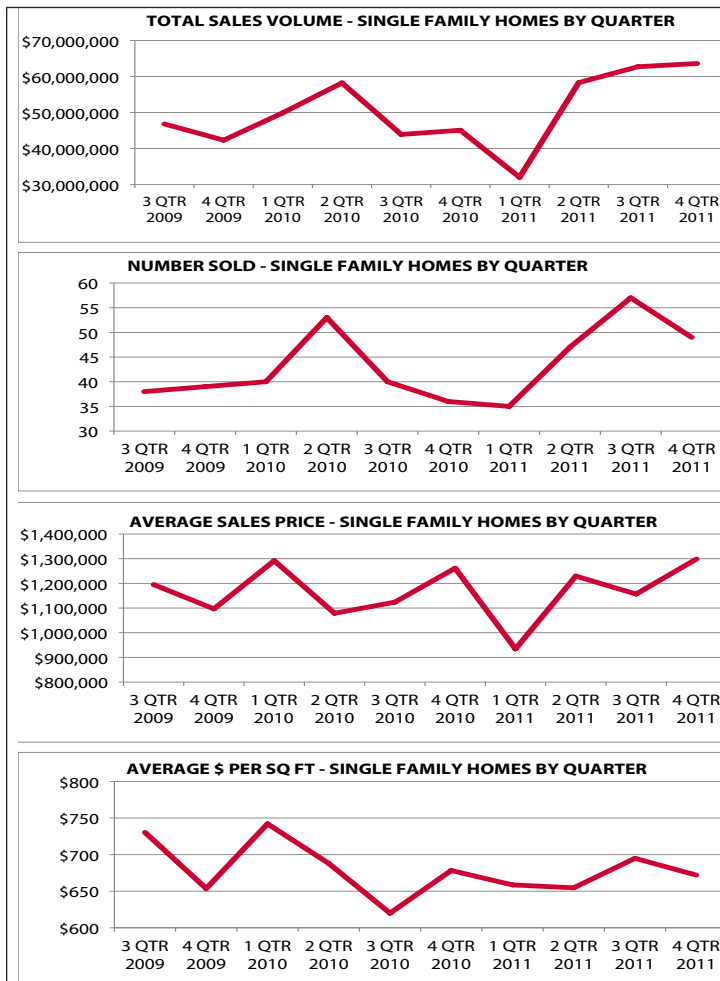 TOTAL SALES VOLUME - SINGLE FAMILY HOMES BY QUARTER
$70,000,000
$60,000,000
$50,000,000
$40,000,000
$30,000,000
3 QTR 4 QTR 1 QTR 2 QTR 3 QTR 4 QTR 1 QTR 2 QTR 3 QTR 4 QTR
2009 2009 2010 2010 2010 2010 2011 2011 2011 2011
NUMBER SOLD - SINGLE FAMILY HOMES BY QUARTER
60
55
50
45
40
35
30
3 QTR 4 QTR 1 QTR 2 QTR 3 QTR 4 QTR 1 QTR 2 QTR 3 QTR 4 QTR
2009 2009 2010 2010 2010 2010 2011 2011 2011 2011
AVERAGE SALES PRICE - SINGLE FAMILY HOMES BY QUARTER
$1,400,000
$1,300,000
$1,200,000
$1,100,000
$1,000,000
$900,000
$800,000
3 QTR 4 QTR 1 QTR 2 QTR 3 QTR 4 QTR 1 QTR 2 QTR 3 QTR 4 QTR
2009 2009 2010 2010 2010 2010 2011 2011 2011 2011
AVERAGE $ PER SQ FT - SINGLE FAMILY HOMES BY QUARTER
$800
$750
$700
$650
$600
3 QTR 4 QTR 1 QTR 2 QTR 3 QTR 4 QTR 1 QTR 2 QTR 3 QTR 4 QTR
2009 2009 2010 2010 2010 2010 2011 2011 2011 2011